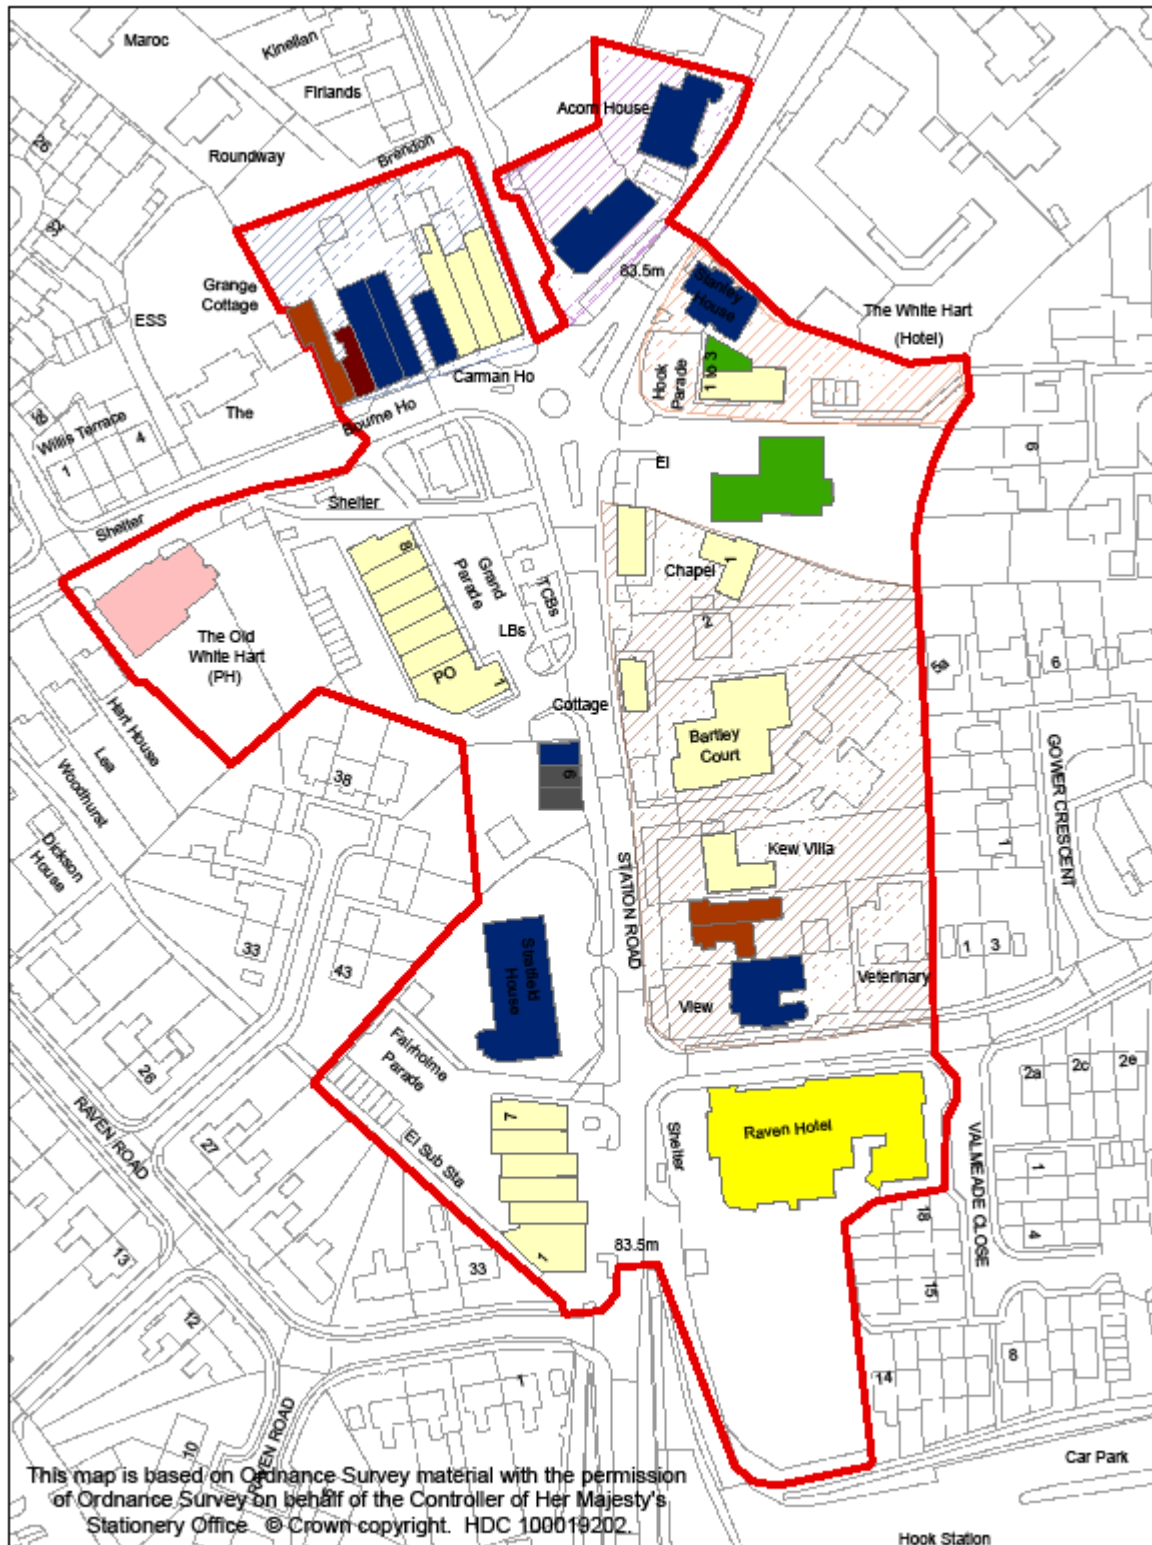 Maroc
Kinellan
Firlands
Acorn House
26
Roundway
Brendon
32
83.5m
Stanley
House
Grange
Cottage
ESS
The White Hart
(Hotel)
Hook
Parade
1 to 3
Carman Ho
Bourne Ho
The
Willis Terrace
1
4
El
6
Shelter
Shelter
8
Grand
Parade
TCBs
LBs
Chapel
1
2
The Old
White Hart
(PH)
PO
1
5a
6
Cottage
Hart House
Lea
Woodhurst
Bartley
Court
38
9
GOWER CRESCENT
Dickson
House
STATION ROAD
Kew Villa
1
33
43
Stratfield
House
1
3
Veterinary
View
Fairholme
Parade
26
2a
2c
2e
RAVEN ROAD
27
El Sub Sta
7
Shelter
Raven Hotel
VALMEADE CLOSE
1
18
4
13
33
1
83.5m
15
12
1
8
14
RAVEN ROAD
10
Car Park
This map is based on Ordnance Survey material with the permission
of Ordnance Survey on behalf of the Controller of Her Majesty's
Stationery Office © Crown copyright. HDC 100019202.
Hook Station